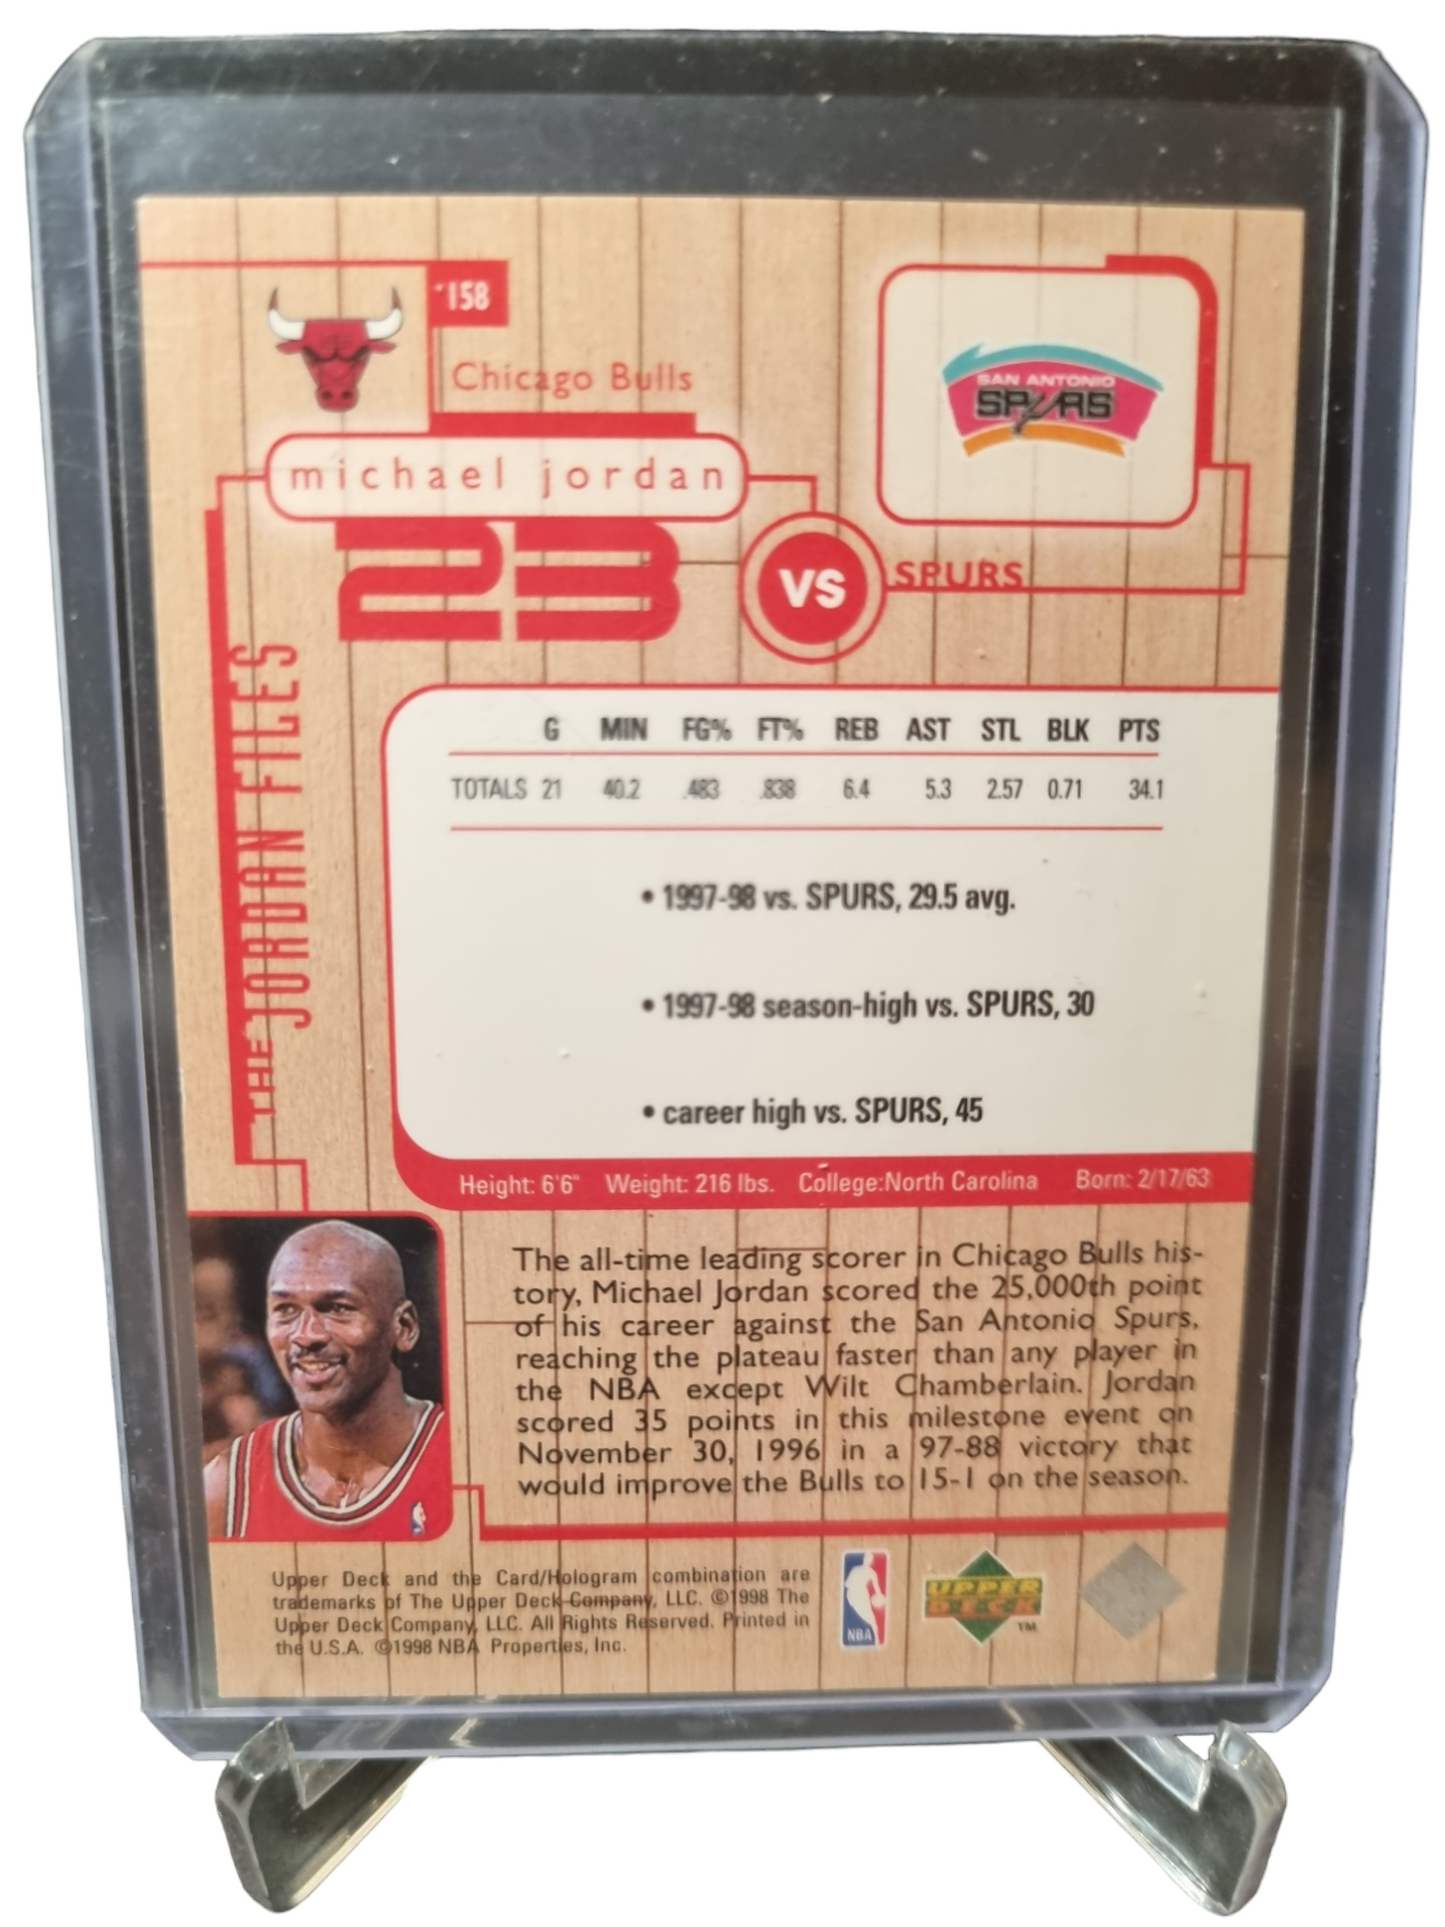 158
Chicago Bulls
michael jordan
23
VS
SPURS
SAN ANTONIO
SPURS
THE JORDAN FILES
G MIN FG% FT% REB AST STL BLK PTS
TOTALS 21 40.2 .483 .838 6.4 5.3 2.57 0.71 34.1
• 1997-98 vs. SPURS, 29.5 avg.
• 1997-98 season-high vs. SPURS, 30
• career high vs. SPURS, 45
Height: 6'6" Weight: 216 lbs. College:North Carolina Born: 2/17/63
The all-time leading scorer in Chicago Bulls his-
tory, Michael Jordan scored the 25,000th point
of his career against the San Antonio Spurs,
reaching the plateau faster than any player in
the NBA except Wilt Chamberlain. Jordan
scored 35 points in this milestone event on
November 30, 1996 in a 97-88 victory that
would improve the Bulls to 15-1 on the season.
Upper Deck and the Card/Hologram combination are
trademarks of The Upper Deck Company, LLC. ©1998 The
Upper Deck Company, LLC. All Rights Reserved. Printed in
the U.S.A. ©1998 NBA Properties, Inc.
NBA
UPPER
DECK
TM